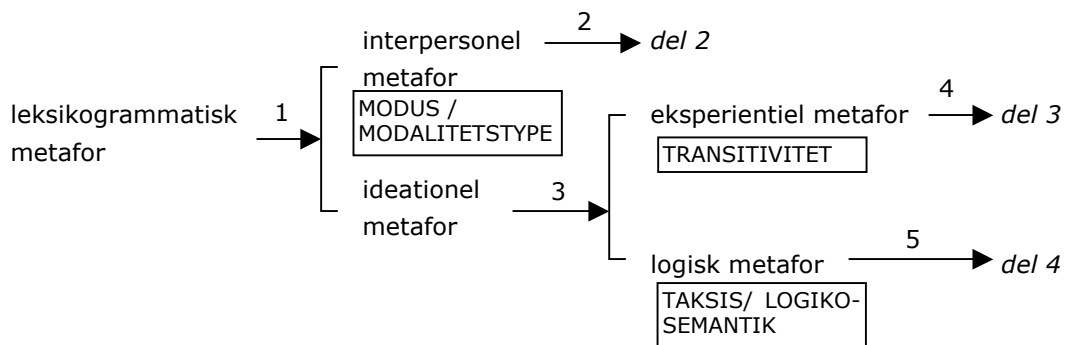 leksikogrammatisk
metafor
1
interpersonel
metafor
MODUS /
MODALITETSTYPE
2
del 2
ideationel
metafor
3
eksperientiel metafor
TRANSITIVITET
4
del 3
logisk metafor
TAKSIS/ LOGIKO-
SEMANTIK
5
del 4